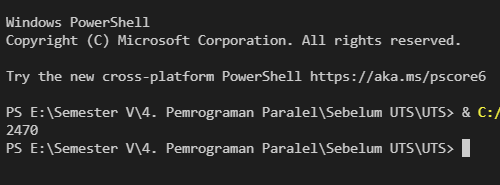 Windows PowerShell
Copyright (C) Microsoft Corporation. All rights reserved.
Try the new cross-platform PowerShell https://aka.ms/pscore6
PS E:\Semester V\4. Pemrograman Paralel\Sebelum UTS\UTS> & C:/
2470
PS E:\Semester V\4. Pemrograman Paralel\Sebelum UTS\UTS>